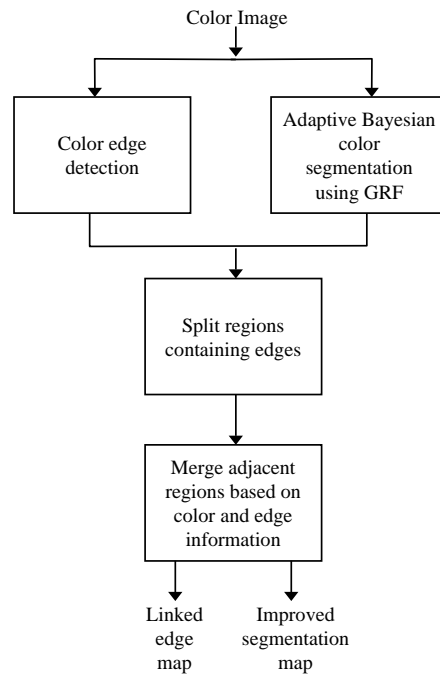 Color Image
Color edge
detection
Adaptive Bayesian
color
segmentation
using GRF
Split regions
containing edges
Merge adjacent
regions based on
color and edge
information
Linked
edge
map
Improved
segmentation
map